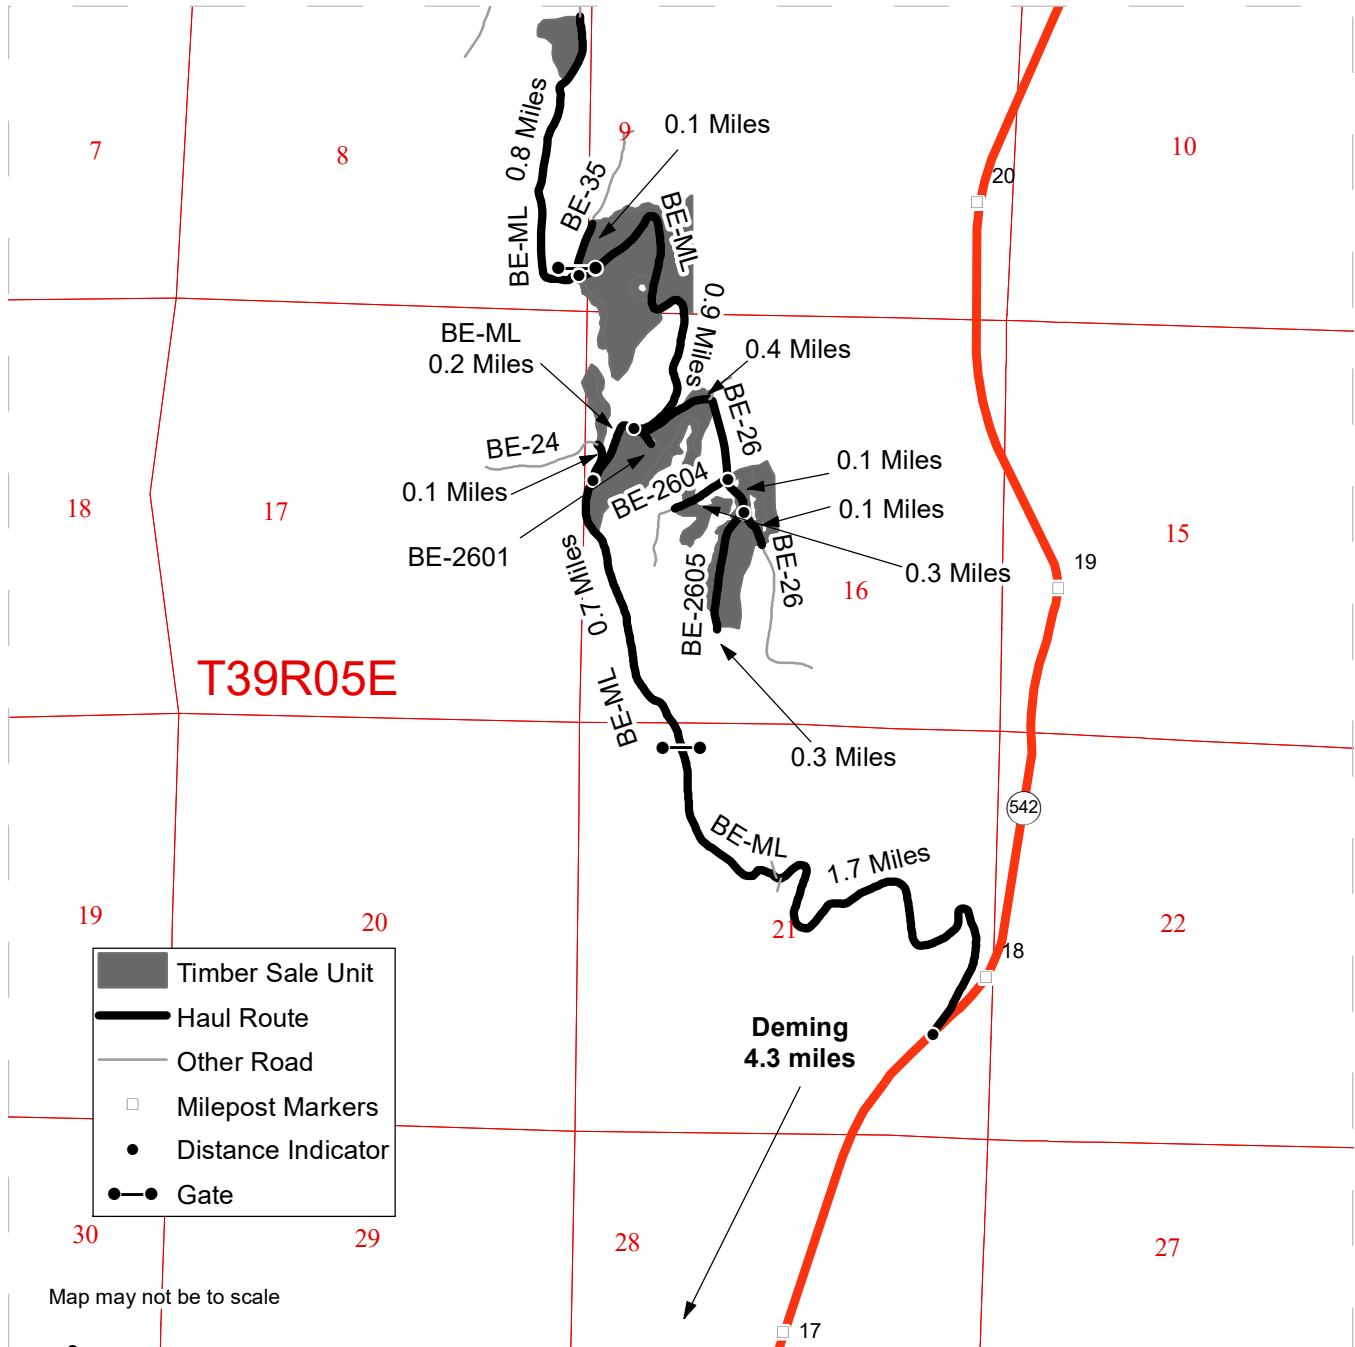 9
0.1 Miles
7
8
10
0.8 Miles
BE-35
20
BE-ML
BE-ML
0.9 Miles
BE-ML
0.2 Miles
0.4 Miles
BE-26
BE-24
0.1 Miles
BE-2604
0.1 Miles
18
17
0.1 Miles
15
BE-2601
0.7 Miles
BE-2605
BE-26
0.3 Miles
16
19
T39R05E
BE-ML
0.3 Miles
542
BE-ML
1.7 Miles
19
20
21
22
18
Timber Sale Unit
Haul Route
Other Road
Milepost Markers
Distance Indicator
Gate
Deming
4.3 miles
30
29
28
27
Map may not be to scale
17